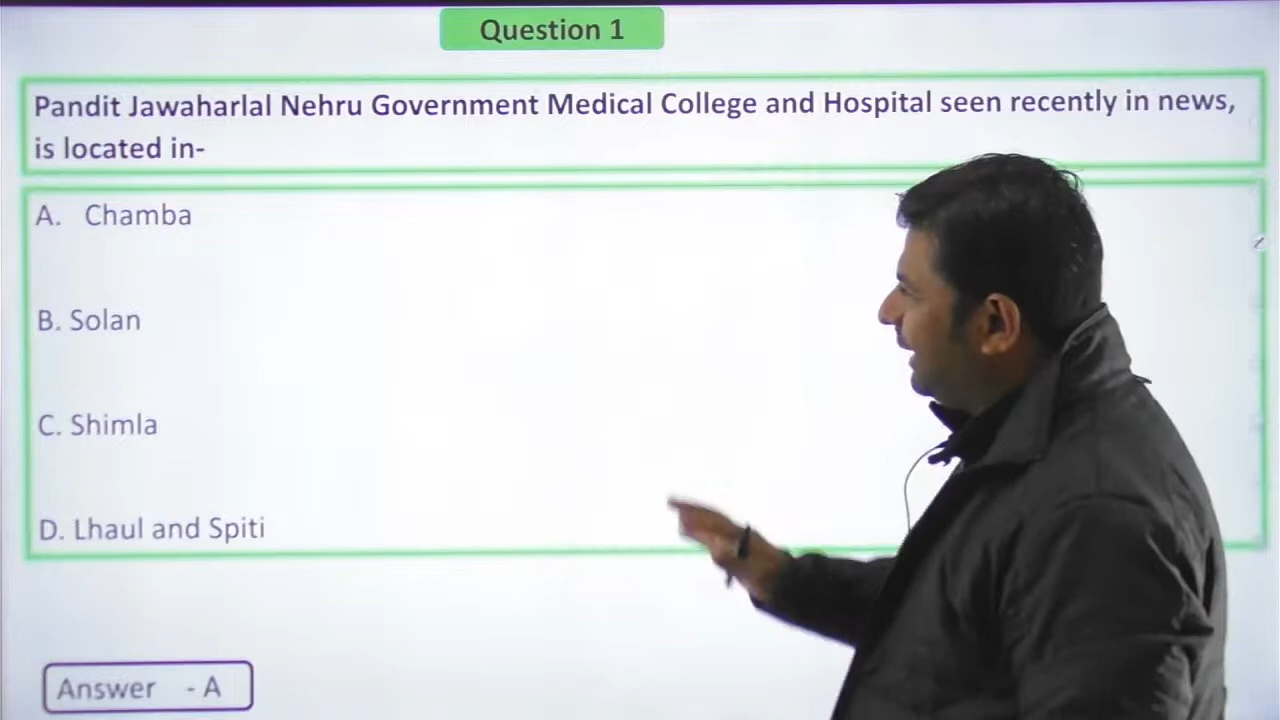 Question 1
Pandit Jawaharlal Nehru Government Medical College and Hospital seen recently in news,
is located in-
A. Chamba
B. Solan
C. Shimla
D. Lhaul and Spiti
Answer - A